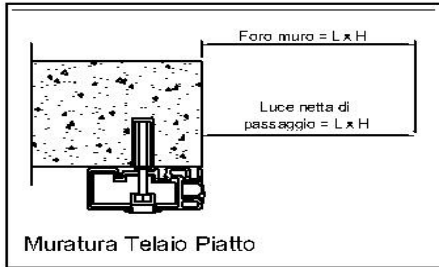 Foro muro = L x H
Luce netta di
passaggio = L x H
Muratura Telaio Piatto